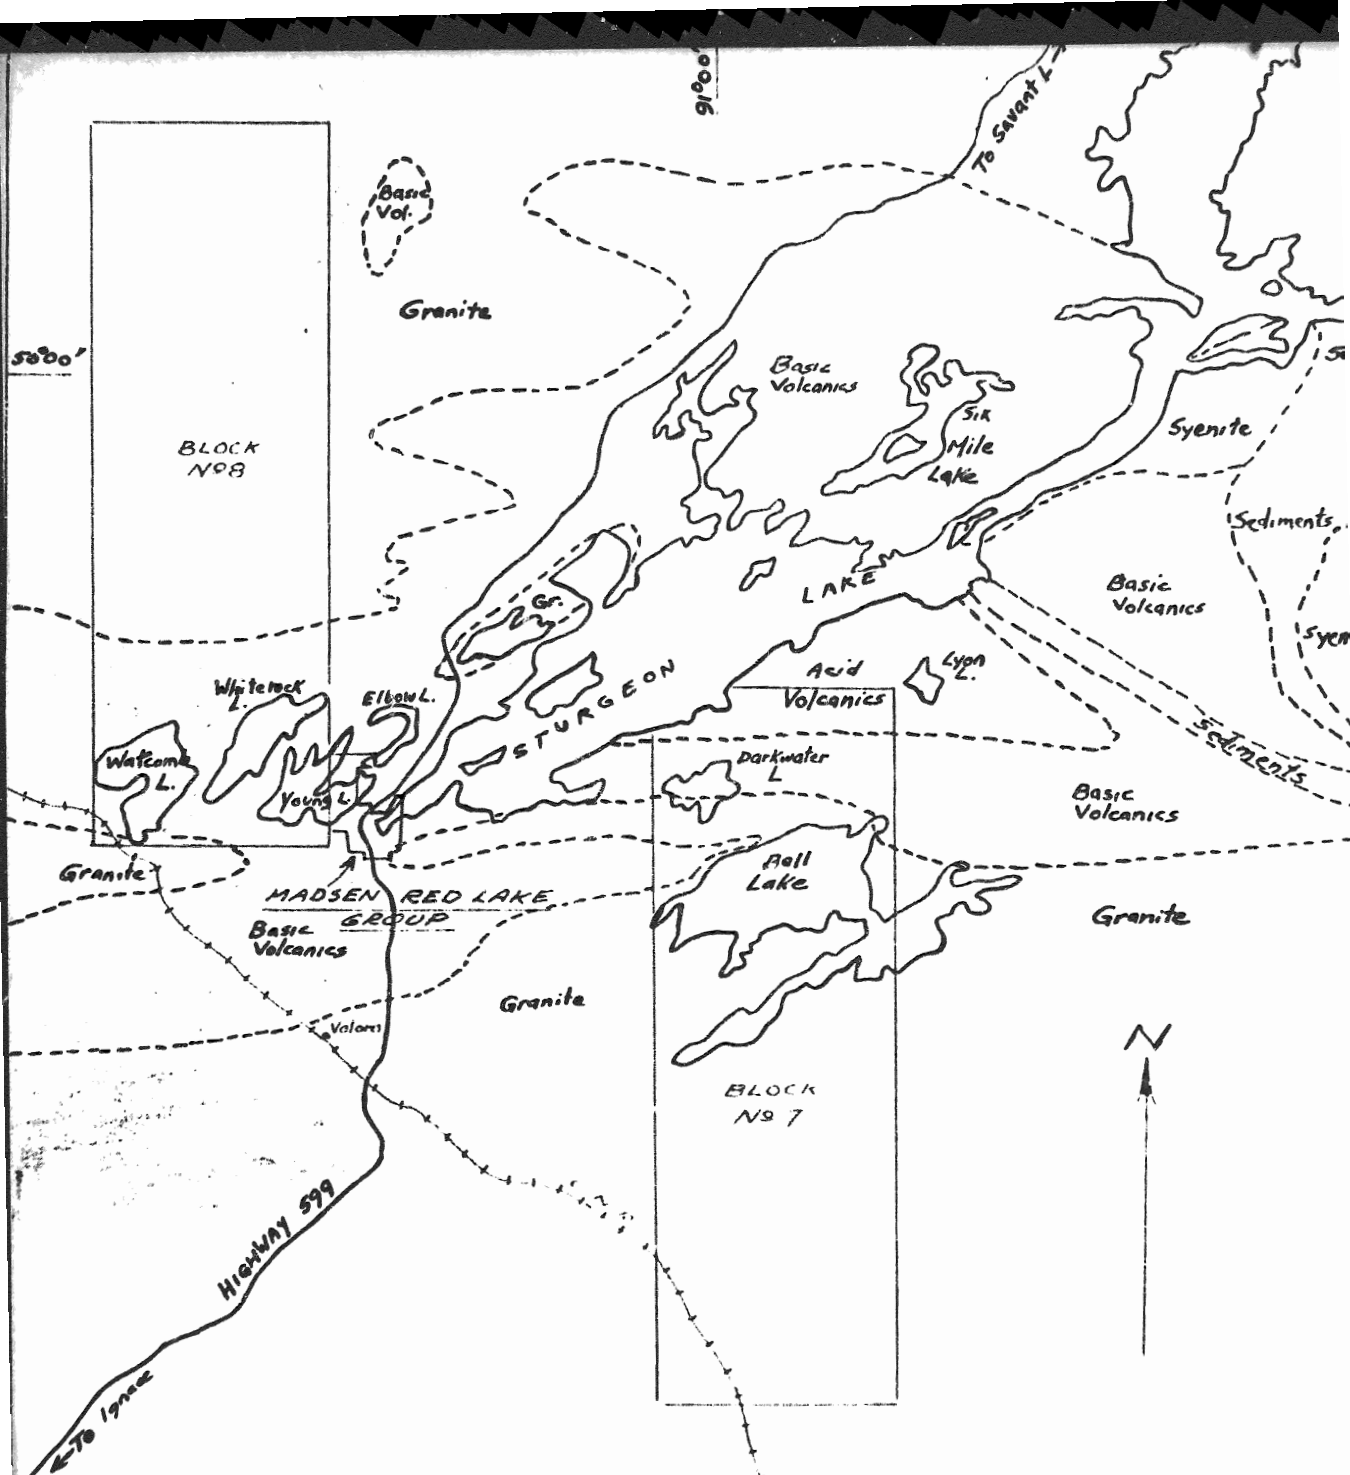 91°00'
To Savant L
Basic
Vol.
Granite
50°00'
Basic
Volcanics
Six
Mile
Lake
Syenite
BLOCK
Nº8
Sediments
Basic
Volcanics
LAKE
Gr.
STURGEON
Acid
Volcanics
Lyon
L.
Whiterock
L.
Elbow L.
Watcomb
L.
Young L.
Darkwater
L
Sediments
Basic
Volcanics
Granite
Bell
Lake
MADSEN RED LAKE
GROUP
Basic
Volcanics
Granite
Granite
Valora
N
BLOCK
Nº 7
HIGHWAY 599
To Ignace